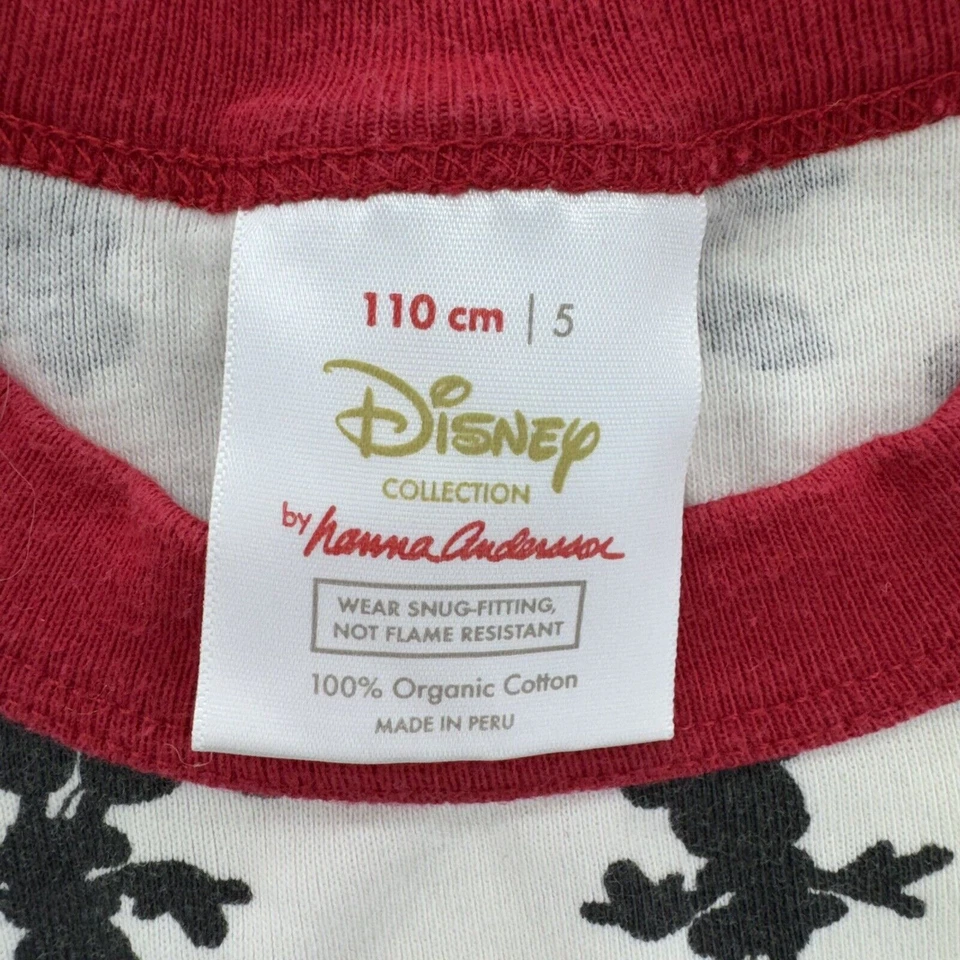 110 cm | 5
Disney
COLLECTION
by hanna Andersson
WEAR SNUG-FITTING,
NOT FLAME RESISTANT
100% Organic Cotton
MADE IN PERU